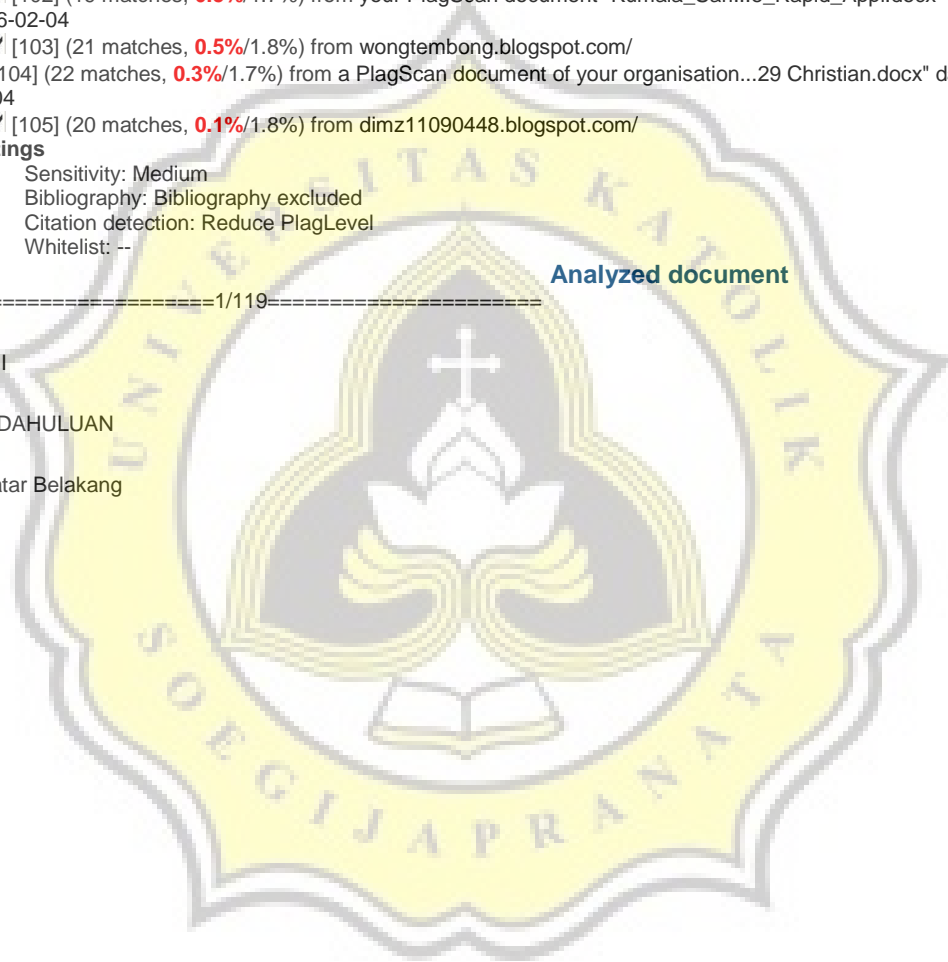 [103] (21 matches, 0.5%/1.8%) from wongtembong.blogspot.com/
104] (22 matches, 0.3%/1.7%) from a PlagScan document of your organisation...29 Christian.docx" d
04
[105] (20 matches, 0.1%/1.8%) from dimz11090448.blogspot.com/
tings
Sensitivity: Medium
Bibliography: Bibliography excluded
Citation detection: Reduce PlagLevel
Whitelist: --
Analyzed document
==================1/119======================
I
DAHULUAN
atar Belakang
UNIVERSITAS KATOLIK
SOEGIJAPRANATA